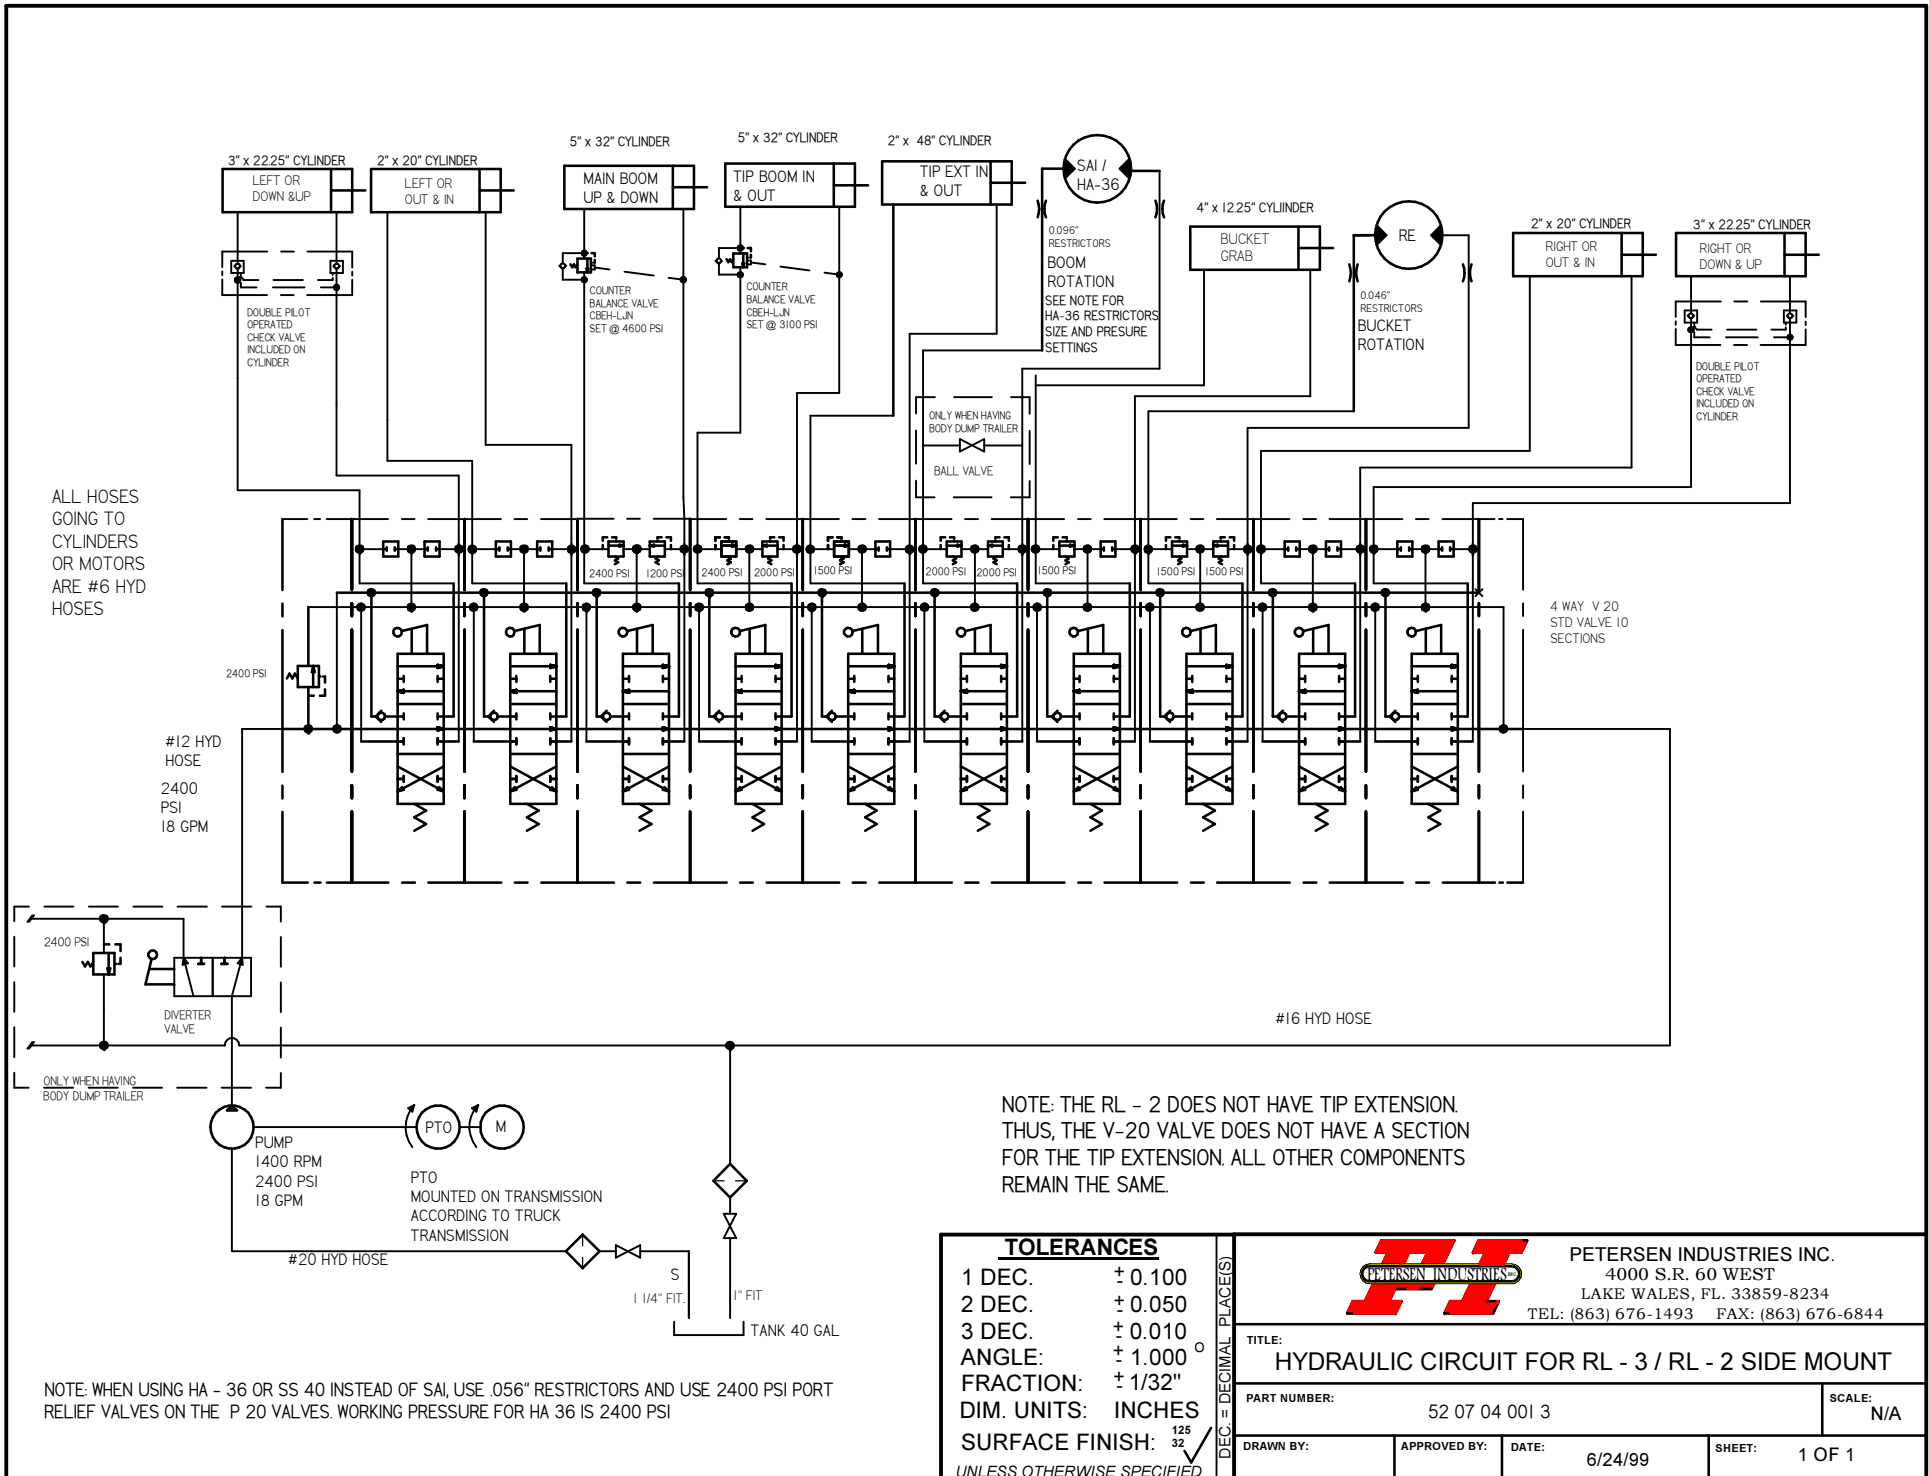 3" x 22.25" CYLINDER
LEFT OR
DOWN &UP
2" x 20" CYLINDER
LEFT OR
OUT & IN
5" x 32" CYLINDER
MAIN BOOM
UP & DOWN
5" x 32" CYLINDER
TIP BOOM IN
& OUT
2" x 48" CYLINDER
TIP EXT IN
& OUT
SAI /
HA-36
4" x 12.25" CYLIINDER
BUCKET
GRAB
RE
2" x 20" CYLINDER
RIGHT OR
OUT & IN
3" x 22.25" CYLINDER
RIGHT OR
DOWN & UP
DOUBLE PILOT
OPERATED
CHECK VALVE
INCLUDED ON
CYLINDER
COUNTER
BALANCE VALVE
CBEH-LJN
SET @ 4600 PSI
COUNTER
BALANCE VALVE
CBEH-LJN
SET @ 3100 PSI
0.096"
RESTRICTORS
BOOM
ROTATION
SEE NOTE FOR
HA-36 RESTRICTORS
SIZE AND PRESURE
SETTINGS
0.046"
RESTRICTORS
BUCKET
ROTATION
DOUBLE PILOT
OPERATED
CHECK VALVE
INCLUDED ON
CYLINDER
ONLY WHEN HAVING
BODY DUMP TRAILER
BALL VALVE
ALL HOSES
GOING TO
CYLINDERS
OR MOTORS
ARE #6 HYD
HOSES
2400 PSI
1200 PSI
2400 PSI
2000 PSI
1500 PSI
2000 PSI
2000 PSI
1500 PSI
1500 PSI
1500 PSI
4 WAY V 20
STD VALVE 10
SECTIONS
2400 PSI
#12 HYD
HOSE
2400
PSI
18 GPM
2400 PSI
DIVERTER
VALVE
ONLY WHEN HAVING
BODY DUMP TRAILER
#16 HYD HOSE
PUMP
1400 RPM
2400 PSI
18 GPM
PTO
M
PTO
MOUNTED ON TRANSMISSION
ACCORDING TO TRUCK
TRANSMISSION
#20 HYD HOSE
S
1 1/4" FIT.
1" FIT
TANK 40 GAL
NOTE: THE RL - 2 DOES NOT HAVE TIP EXTENSION.
THUS, THE V-20 VALVE DOES NOT HAVE A SECTION
FOR THE TIP EXTENSION. ALL OTHER COMPONENTS
REMAIN THE SAME.
NOTE: WHEN USING HA - 36 OR SS 40 INSTEAD OF SAI, USE .056" RESTRICTORS AND USE 2400 PSI PORT
RELIEF VALVES ON THE P 20 VALVES. WORKING PRESSURE FOR HA 36 IS 2400 PSI
TOLERANCES
1 DEC. ± 0.100
2 DEC. ± 0.050
3 DEC. ± 0.010
ANGLE: ± 1.000 °
FRACTION: ± 1/32"
DIM. UNITS: INCHES
SURFACE FINISH: 125 32
UNLESS OTHERWISE SPECIFIED
DEC. = DECIMAL PLACE(S)
PETERSEN INDUSTRIES INC
PETERSEN INDUSTRIES INC.
4000 S.R. 60 WEST
LAKE WALES, FL. 33859-8234
TEL: (863) 676-1493 FAX: (863) 676-6844
TITLE:
HYDRAULIC CIRCUIT FOR RL - 3 / RL - 2 SIDE MOUNT
PART NUMBER:
52 07 04 001 3
SCALE:
N/A
DRAWN BY:
APPROVED BY:
DATE:
6/24/99
SHEET:
1 OF 1